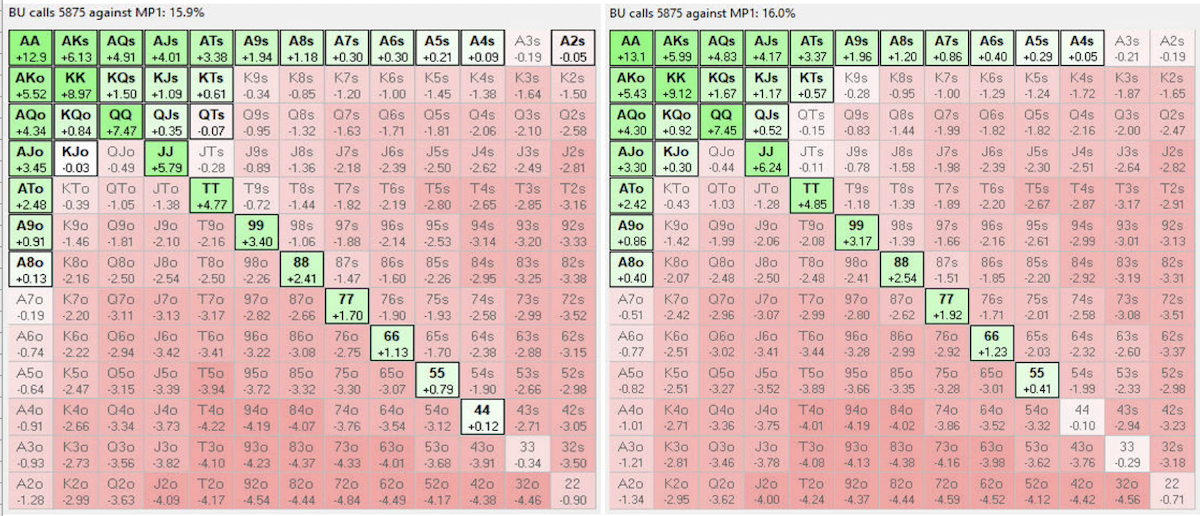 BU calls 5875 against MP1: 15.9%
AA AKs AQs AJs ATs A9s A8s A7s A6s A5s A4s A3s A2s
+12.9 +6.13 +4.91 +4.01 +3.38 +1.94 +1.18 +0.30 +0.30 +0.21 +0.09 -0.19 -0.05
AKo KK KQs KJs KTs K9s K8s K7s K6s K5s K4s K3s K2s
+5.52 +8.97 +1.50 +1.09 +0.61 -0.34 -0.85 -1.20 -1.00 -1.45 -1.38 -1.64 -1.50
AQo KQo QQ QJs QTs Q9s Q8s Q7s Q6s Q5s Q4s Q3s Q2s
+4.34 +0.84 +7.47 +0.35 -0.07 -0.95 -1.32 -1.63 -1.71 -1.81 -2.06 -2.10 -2.58
AJo KJo QJo JJ JTs J9s J8s J7s J6s J5s J4s J3s J2s
+3.45 -0.03 -0.49 +5.79 -0.28 -0.89 -1.36 -2.18 -2.39 -2.50 -2.62 -2.49 -2.81
ATo KTo QTo JTo TT T9s T8s T7s T6s T5s T4s T3s T2s
+2.48 -0.39 -1.05 -1.38 +4.77 -0.72 -1.44 -1.82 -2.19 -2.80 -2.65 -2.85 -3.16
A9o K9o Q9o J9o T9o 99 98s 97s 96s 95s 94s 93s 92s
+0.91 -1.46 -1.81 -2.10 -2.16 +3.40 -1.06 -1.88 -2.14 -2.53 -3.14 -3.20 -3.33
A8o K8o Q8o J8o T8o 98o 88 87s 86s 85s 84s 83s 82s
+0.13 -2.16 -2.50 -2.54 -2.50 -2.26 +2.41 -1.47 -1.60 -2.26 -2.95 -3.25 -3.38
A7o K7o Q7o J7o T7o 97o 87o 77 76s 75s 74s 73s 72s
-0.19 -2.20 -3.11 -3.13 -3.17 -2.82 -2.66 +1.70 -1.90 -1.93 -2.58 -2.99 -3.52
A6o K6o Q6o J6o T6o 96o 86o 76o 66 65s 64s 63s 62s
-0.74 -2.22 -2.94 -3.42 -3.41 -3.22 -3.08 -2.75 +1.13 -1.70 -2.38 -2.88 -3.15
A5o K5o Q5o J5o T5o 95o 85o 75o 65o 55 54s 53s 52s
-0.64 -2.47 -3.15 -3.39 -3.94 -3.72 -3.32 -3.30 -3.07 +0.79 -1.90 -2.66 -2.98
A4o K4o Q4o J4o T4o 94o 84o 74o 64o 54o 44 43s 42s
-0.91 -2.66 -3.34 -3.73 -4.22 -4.19 -4.07 -3.76 -3.54 -3.12 +0.12 -2.71 -3.05
A3o K3o Q3o J3o T3o 93o 83o 73o 63o 53o 43o 33 32s
-0.93 -2.73 -3.56 -3.82 -4.10 -4.23 -4.37 -4.33 -4.01 -3.68 -3.91 -0.34 -3.50
A2o K2o Q2o J2o T2o 92o 82o 72o 62o 52o 42o 32o 22
-1.28 -2.99 -3.63 -4.09 -4.17 -4.54 -4.44 -4.84 -4.49 -4.17 -4.38 -4.46 -0.90
BU calls 5875 against MP1: 16.0%
AA AKs AQs AJs ATs A9s A8s A7s A6s A5s A4s A3s A2s
+13.1 +5.99 +4.83 +4.17 +3.37 +1.96 +1.20 +0.86 +0.40 +0.29 +0.05 -0.21 -0.19
AKo KK KQs KJs KTs K9s K8s K7s K6s K5s K4s K3s K2s
+5.43 +9.12 +1.67 +1.17 +0.57 -0.28 -0.95 -1.00 -1.29 -1.24 -1.72 -1.87 -1.65
AQo KQo QQ QJs QTs Q9s Q8s Q7s Q6s Q5s Q4s Q3s Q2s
+4.30 +0.92 +7.45 +0.52 -0.15 -0.83 -1.44 -1.99 -1.82 -1.82 -2.16 -2.00 -2.47
AJo KJo QJo JJ JTs J9s J8s J7s J6s J5s J4s J3s J2s
+3.30 +0.30 -0.44 +6.24 -0.11 -0.78 -1.58 -1.98 -2.39 -2.30 -2.51 -2.64 -2.82
ATo KTo QTo JTo TT T9s T8s T7s T6s T5s T4s T3s T2s
+2.42 -0.43 -1.03 -1.28 +4.85 -1.18 -1.39 -1.89 -2.20 -2.67 -2.87 -3.17 -2.91
A9o K9o Q9o J9o T9o 99 98s 97s 96s 95s 94s 93s 92s
+0.86 -1.42 -1.99 -2.06 -2.08 +3.17 -1.39 -1.66 -2.16 -2.61 -2.99 -3.01 -3.13
A8o K8o Q8o J8o T8o 98o 88 87s 86s 85s 84s 83s 82s
+0.40 -2.07 -2.48 -2.50 -2.48 -2.41 +2.54 -1.51 -1.85 -2.20 -2.92 -3.19 -3.31
A7o K7o Q7o J7o T7o 97o 87o 77 76s 75s 74s 73s 72s
-0.51 -2.42 -2.96 -3.07 -2.99 -2.80 -2.62 +1.92 -1.71 -2.01 -2.58 -3.08 -3.51
A6o K6o Q6o J6o T6o 96o 86o 76o 66 65s 64s 63s 62s
-0.77 -2.51 -3.02 -3.41 -3.44 -3.28 -2.99 -2.92 +1.23 -2.03 -2.32 -2.60 -3.37
A5o K5o Q5o J5o T5o 95o 85o 75o 65o 55 54s 53s 52s
-0.82 -2.51 -3.27 -3.52 -3.89 -3.66 -3.35 -3.28 -3.01 +0.41 -1.99 -2.33 -2.98
A4o K4o Q4o J4o T4o 94o 84o 74o 64o 54o 44 43s 42s
-1.01 -2.71 -3.36 -3.75 -4.01 -4.19 -4.02 -3.86 -3.52 -3.32 -0.10 -2.94 -3.23
A3o K3o Q3o J3o T3o 93o 83o 73o 63o 53o 43o 33 32s
-1.21 -2.81 -3.46 -3.78 -4.08 -4.13 -4.38 -4.16 -3.98 -3.62 -3.76 -0.29 -3.18
A2o K2o Q2o J2o T2o 92o 82o 72o 62o 52o 42o 32o 22
-1.34 -2.95 -3.62 -4.00 -4.24 -4.37 -4.44 -4.59 -4.52 -4.12 -4.42 -4.56 -0.71